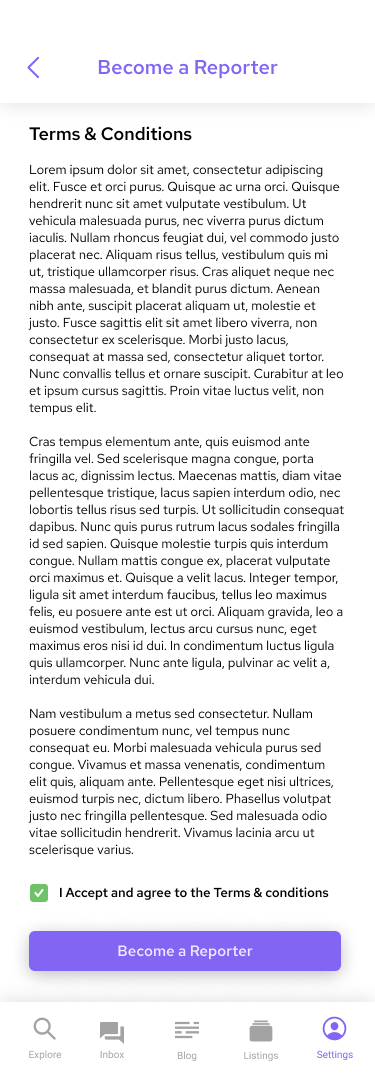 Become a Reporter
Terms & Conditions
Lorem ipsum dolor sit amet, consectetur adipiscing
elit. Fusce et orci purus. Quisque ac urna orci. Quisque
hendrerit nunc sit amet vulputate vestibulum. Ut
vehicula malesuada purus, nec viverra purus dictum
iaculis. Nullam rhoncus feugiat dui, vel commodo justo
placerat nec. Aliquam risus tellus, vestibulum quis mi
ut, tristique ullamcorper risus. Cras aliquet neque nec
massa malesuada, et blandit purus dictum. Aenean
nibh ante, suscipit placerat aliquam ut, molestie et
justo. Fusce sagittis elit sit amet libero viverra, non
consectetur ex scelerisque. Morbi justo lacus,
consequat at massa sed, consectetur aliquet tortor.
Nunc convallis tellus et ornare suscipit. Curabitur at leo
et ipsum cursus sagittis. Proin vitae luctus velit, non
tempus elit.
Cras tempus elementum ante, quis euismod ante
fringilla vel. Sed scelerisque magna congue, porta
lacus ac, dignissim lectus. Maecenas mattis, diam vitae
pellentesque tristique, lacus sapien interdum odio, nec
lobortis tellus risus sed turpis. Ut sollicitudin consequat
dapibus. Nunc quis purus rutrum lacus sodales fringilla
id sed sapien. Quisque molestie turpis quis interdum
congue. Nullam mattis congue ex, placerat vulputate
orci maximus et. Quisque a velit lacus. Integer tempor,
ligula sit amet interdum faucibus, tellus leo maximus
felis, eu posuere ante est ut orci. Aliquam gravida, leo a
euismod vestibulum, lectus arcu cursus nunc, eget
maximus eros nisi id dui. In condimentum luctus ligula
quis ullamcorper. Nunc ante ligula, pulvinar ac velit a,
interdum vehicula dui.
Nam vestibulum a metus sed consectetur. Nullam
posuere condimentum nunc, vel tempus nunc
consequat eu. Morbi malesuada vehicula purus sed
congue. Vivamus et massa venenatis, condimentum
elit quis, aliquam ante. Pellentesque eget nisi ultrices,
euismod turpis nec, dictum libero. Phasellus volutpat
justo nec fringilla pellentesque. Sed malesuada odio
vitae sollicitudin hendrerit. Vivamus lacinia arcu ut
scelerisque varius.
I Accept and agree to the Terms & conditions
Become a Reporter
Explore
Inbox
Blog
Listings
Settings